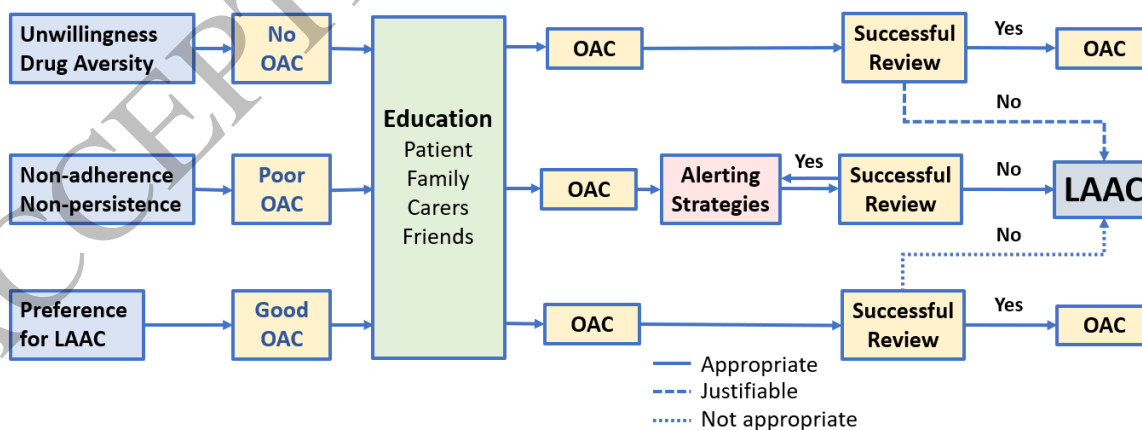 Unwillingness
Drug Aversity
No
OAC
Education
Patient
Family
Carers
Friends
OAC
Successful
Review
Yes
OAC
No
Non-adherence
Non-persistence
Poor
OAC
OAC
Alerting
Strategies
Yes
Successful
Review
No
LAAC
Preference
for LAAC
Good
OAC
OAC
Successful
Review
No
Yes
OAC
Appropriate
Justifiable
Not appropriate
ACCEPT